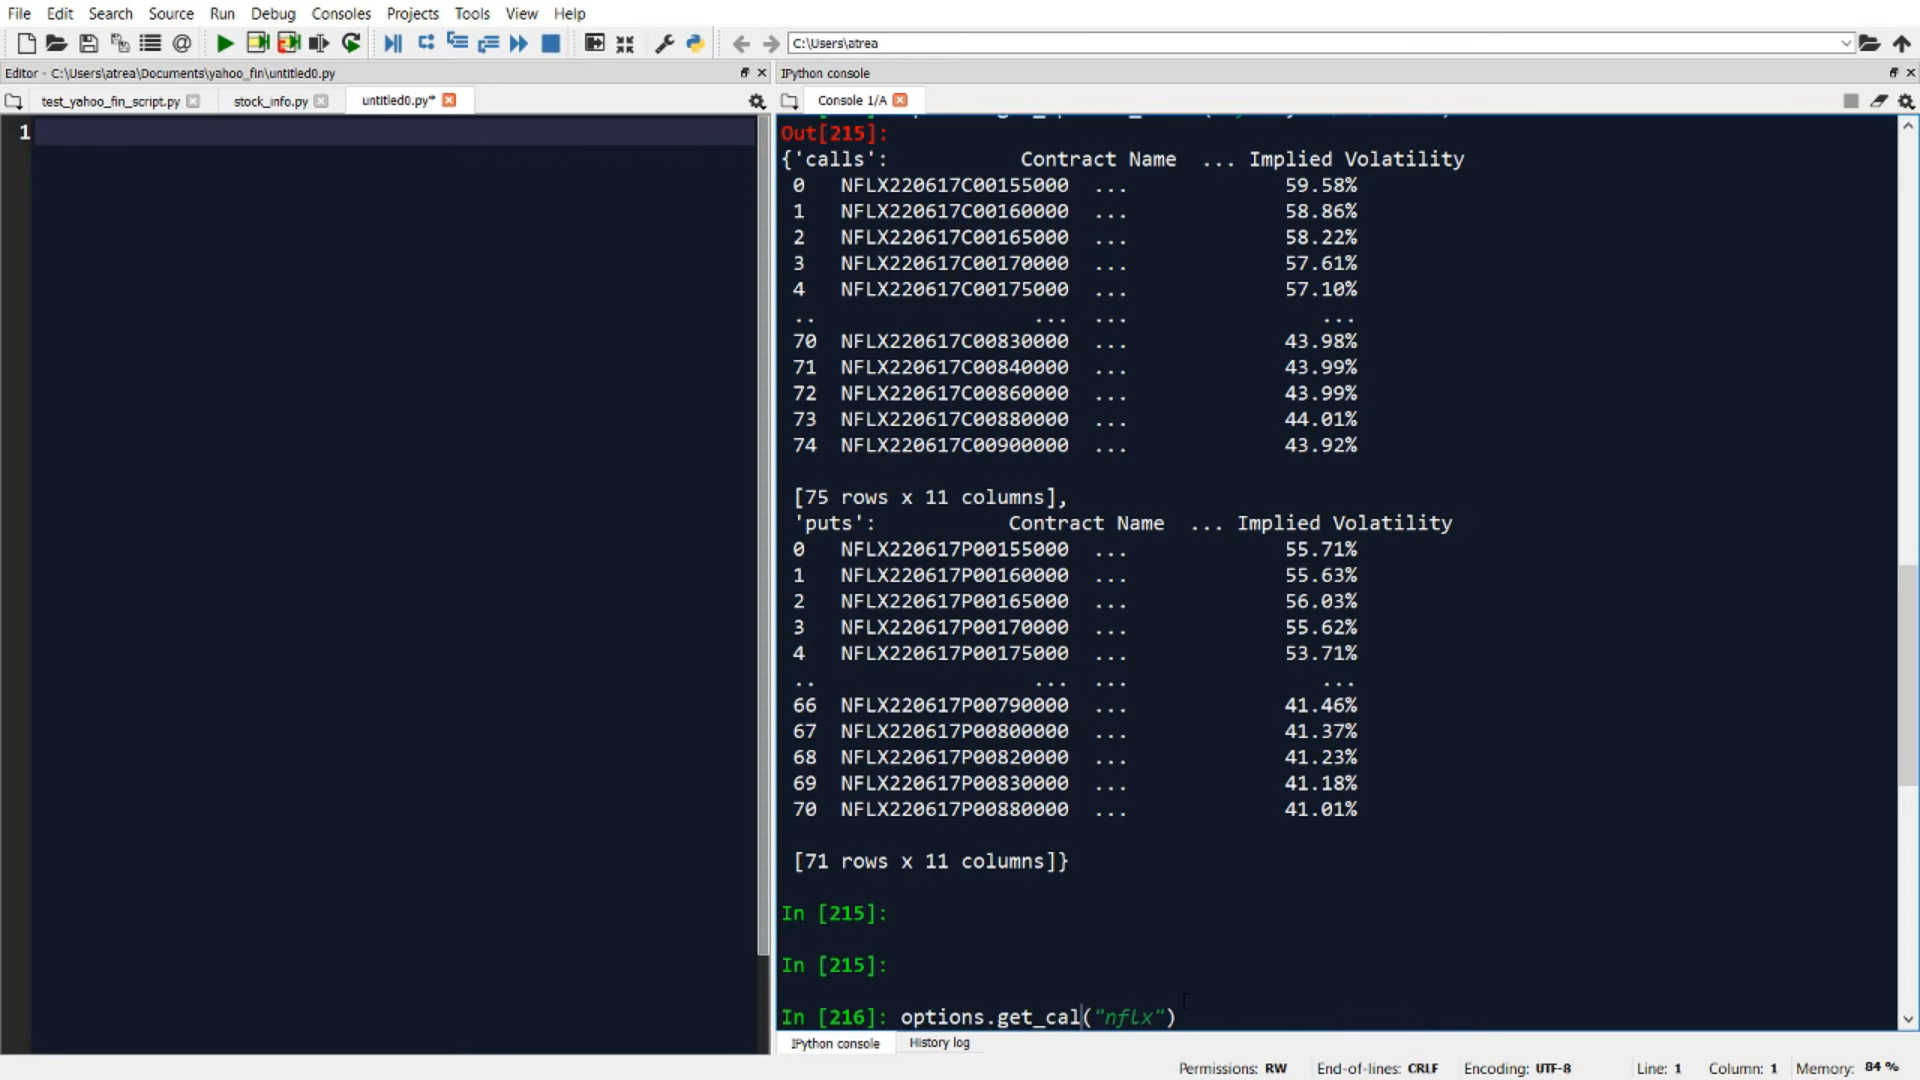 File Edit Search Source Run Debug Consoles Projects Tools View Help
C:\Users\atrea
Editor - C:\Users\atrea\Documents\yahoo_fin\untitled0.py
IPython console
test_yahoo_fin_script.py stock_info.py untitled0.py*
Console 1/A
1
Out[215]:
{'calls': Contract Name ... Implied Volatility
0 NFLX220617C00155000 ... 59.58%
1 NFLX220617C00160000 ... 58.86%
2 NFLX220617C00165000 ... 58.22%
3 NFLX220617C00170000 ... 57.61%
4 NFLX220617C00175000 ... 57.10%
.. ... ... ...
70 NFLX220617C00830000 ... 43.98%
71 NFLX220617C00840000 ... 43.99%
72 NFLX220617C00860000 ... 43.99%
73 NFLX220617C00880000 ... 44.01%
74 NFLX220617C00900000 ... 43.92%
[75 rows x 11 columns],
'puts': Contract Name ... Implied Volatility
0 NFLX220617P00155000 ... 55.71%
1 NFLX220617P00160000 ... 55.63%
2 NFLX220617P00165000 ... 56.03%
3 NFLX220617P00170000 ... 55.62%
4 NFLX220617P00175000 ... 53.71%
.. ... ... ...
66 NFLX220617P00790000 ... 41.46%
67 NFLX220617P00800000 ... 41.37%
68 NFLX220617P00820000 ... 41.23%
69 NFLX220617P00830000 ... 41.18%
70 NFLX220617P00880000 ... 41.01%
[71 rows x 11 columns]}
In [215]:
In [215]:
In [216]: options.get_cal("nflx")
IPython console History log
Permissions: RW End-of-lines: CRLF Encoding: UTF-8 Line: 1 Column: 1 Memory: 84 %